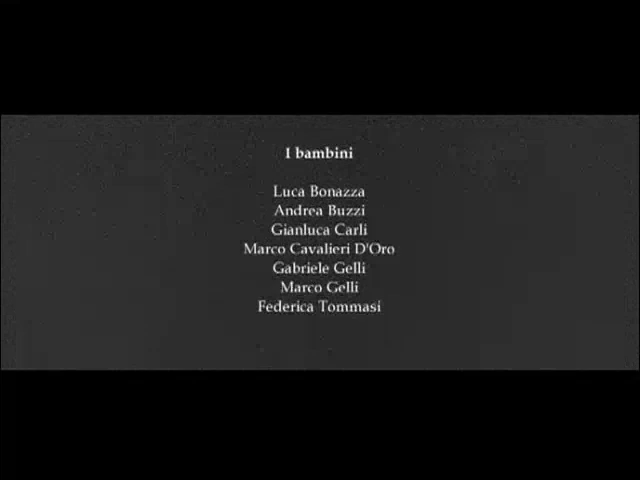 I bambini
Luca Bonazza
Andrea Buzzi
Gianluca Carli
Marco Cavalieri D'Oro
Gabriele Gelli
Marco Gelli
Federica Tommasi